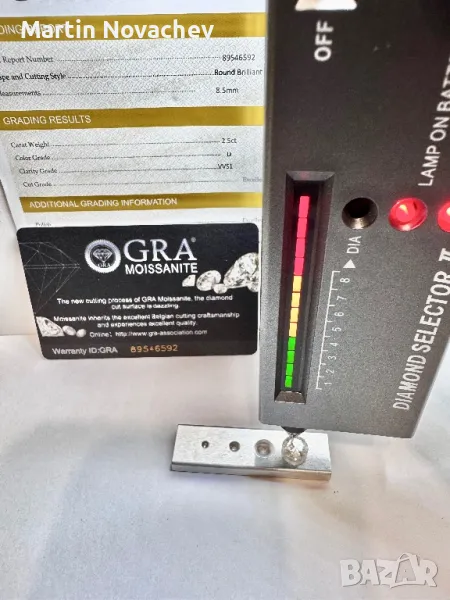 Martin Novachev
Report Number 89546592
Shape and Cutting Style Round Brilliant
Measurements 8.5mm
GRADING RESULTS
Carat Weight 2.5ct
Color Grade D
Clarity Grade VVS1
Cut Grade
ADDITIONAL GRADING INFORMATION
Polish
GRA®
MOISSANITE
The new cutting process of GRA Moissanite, the diamond
cut surface is dazzling.
Moissanite inherits the excellent Belgian cutting craftsmanship
and experiences excellent quality.
Online: http://www.gra-association.com
Warranty ID:GRA 89546592
OFF
LAMP ON BATT
1 2 3 4 5 6 7 8 ▶ DIA
DIAMOND SELECTOR II
BAZAR